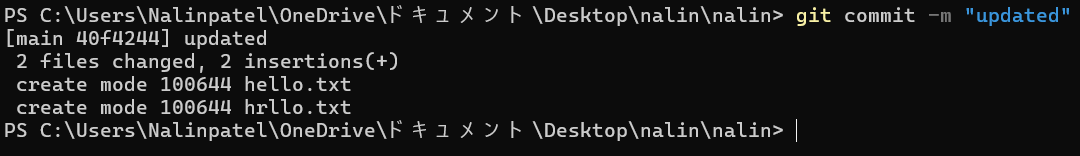 PS C:\Users\Nalinpatel\OneDrive\ドキュメント\Desktop\nalin\nalin> git commit -m "updated"
[main 40f4244] updated
 2 files changed, 2 insertions(+)
 create mode 100644 hello.txt
 create mode 100644 hrllo.txt
PS C:\Users\Nalinpatel\OneDrive\ドキュメント\Desktop\nalin\nalin>